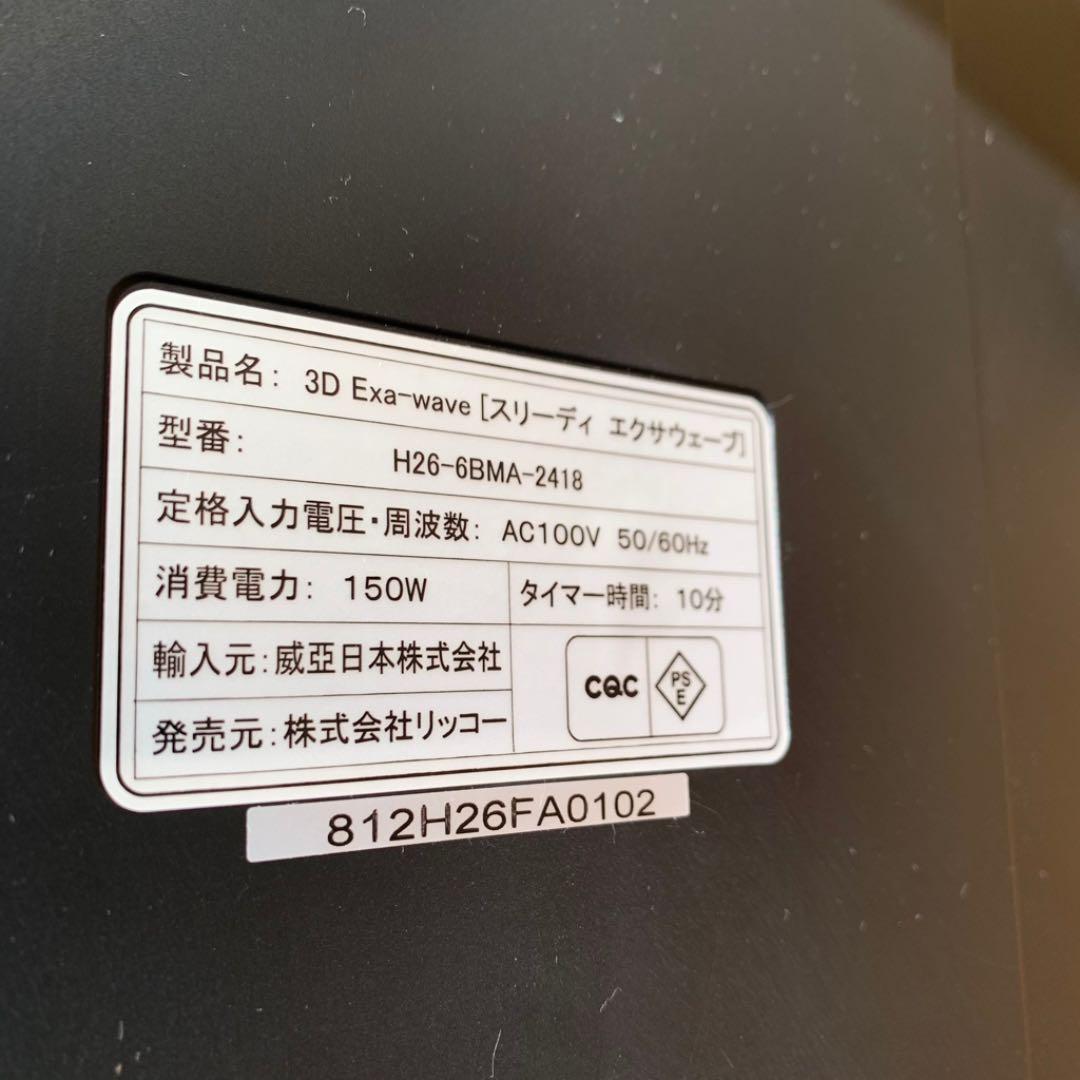 製品名: 3D Exa-wave [スリーディ エクサウェーブ]
型番: H26-6BMA-2418
定格入力電圧・周波数: AC100V 50/60Hz
消費電力: 150W タイマー時間: 10分
輸入元:威亞日本株式会社
発売元:株式会社リッコー
CQC PSE
812H26FA0102